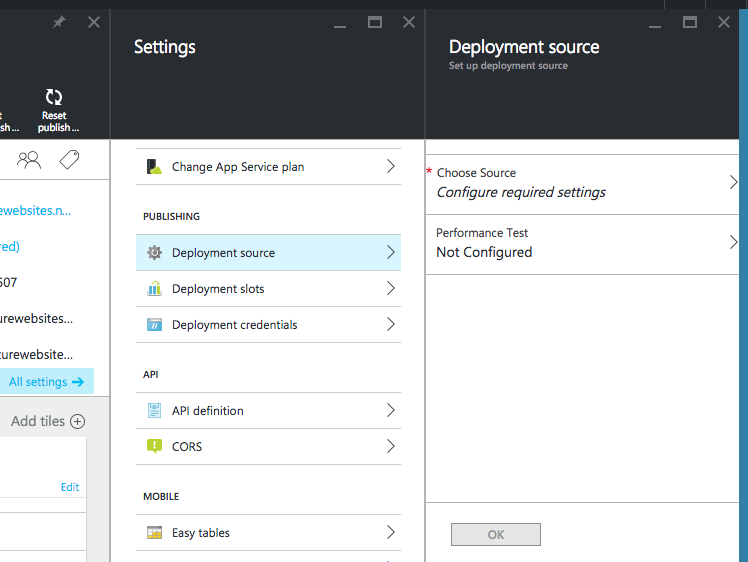 Reset
publish ...
sh...
ewebsites.n...
red)
607
urewebsites...
zurewebsite...
All settings
Add tiles
Edit
Settings
Change App Service plan
PUBLISHING
Deployment source
Deployment slots
Deployment credentials
API
API definition
CORS
MOBILE
Easy tables
Deployment source
Set up deployment source
* Choose Source
Configure required settings
Performance Test
Not Configured
OK